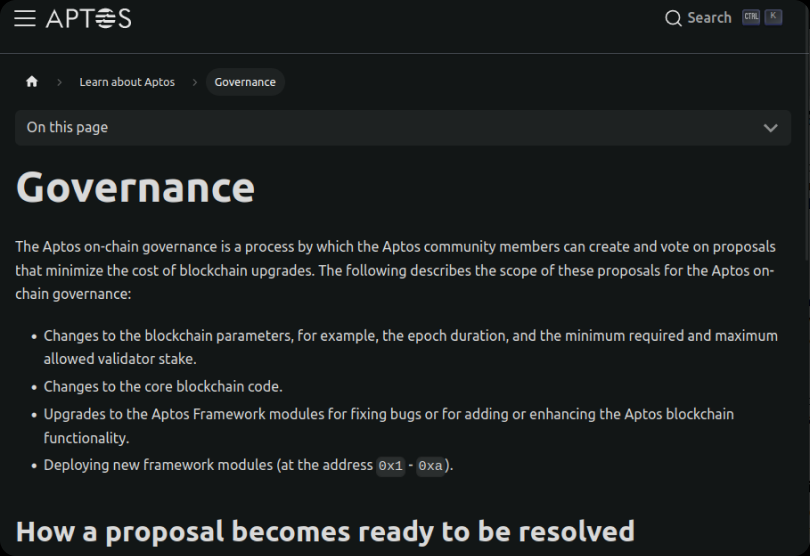 APTOS
Search CTRL K
Learn about Aptos > Governance
On this page
Governance
The Aptos on-chain governance is a process by which the Aptos community members can create and vote on proposals
that minimize the cost of blockchain upgrades. The following describes the scope of these proposals for the Aptos on-
chain governance:
• Changes to the blockchain parameters, for example, the epoch duration, and the minimum required and maximum
allowed validator stake.
• Changes to the core blockchain code.
• Upgrades to the Aptos Framework modules for fixing bugs or for adding or enhancing the Aptos blockchain
functionality.
• Deploying new framework modules (at the address 0x1 - 0xa).
How a proposal becomes ready to be resolved